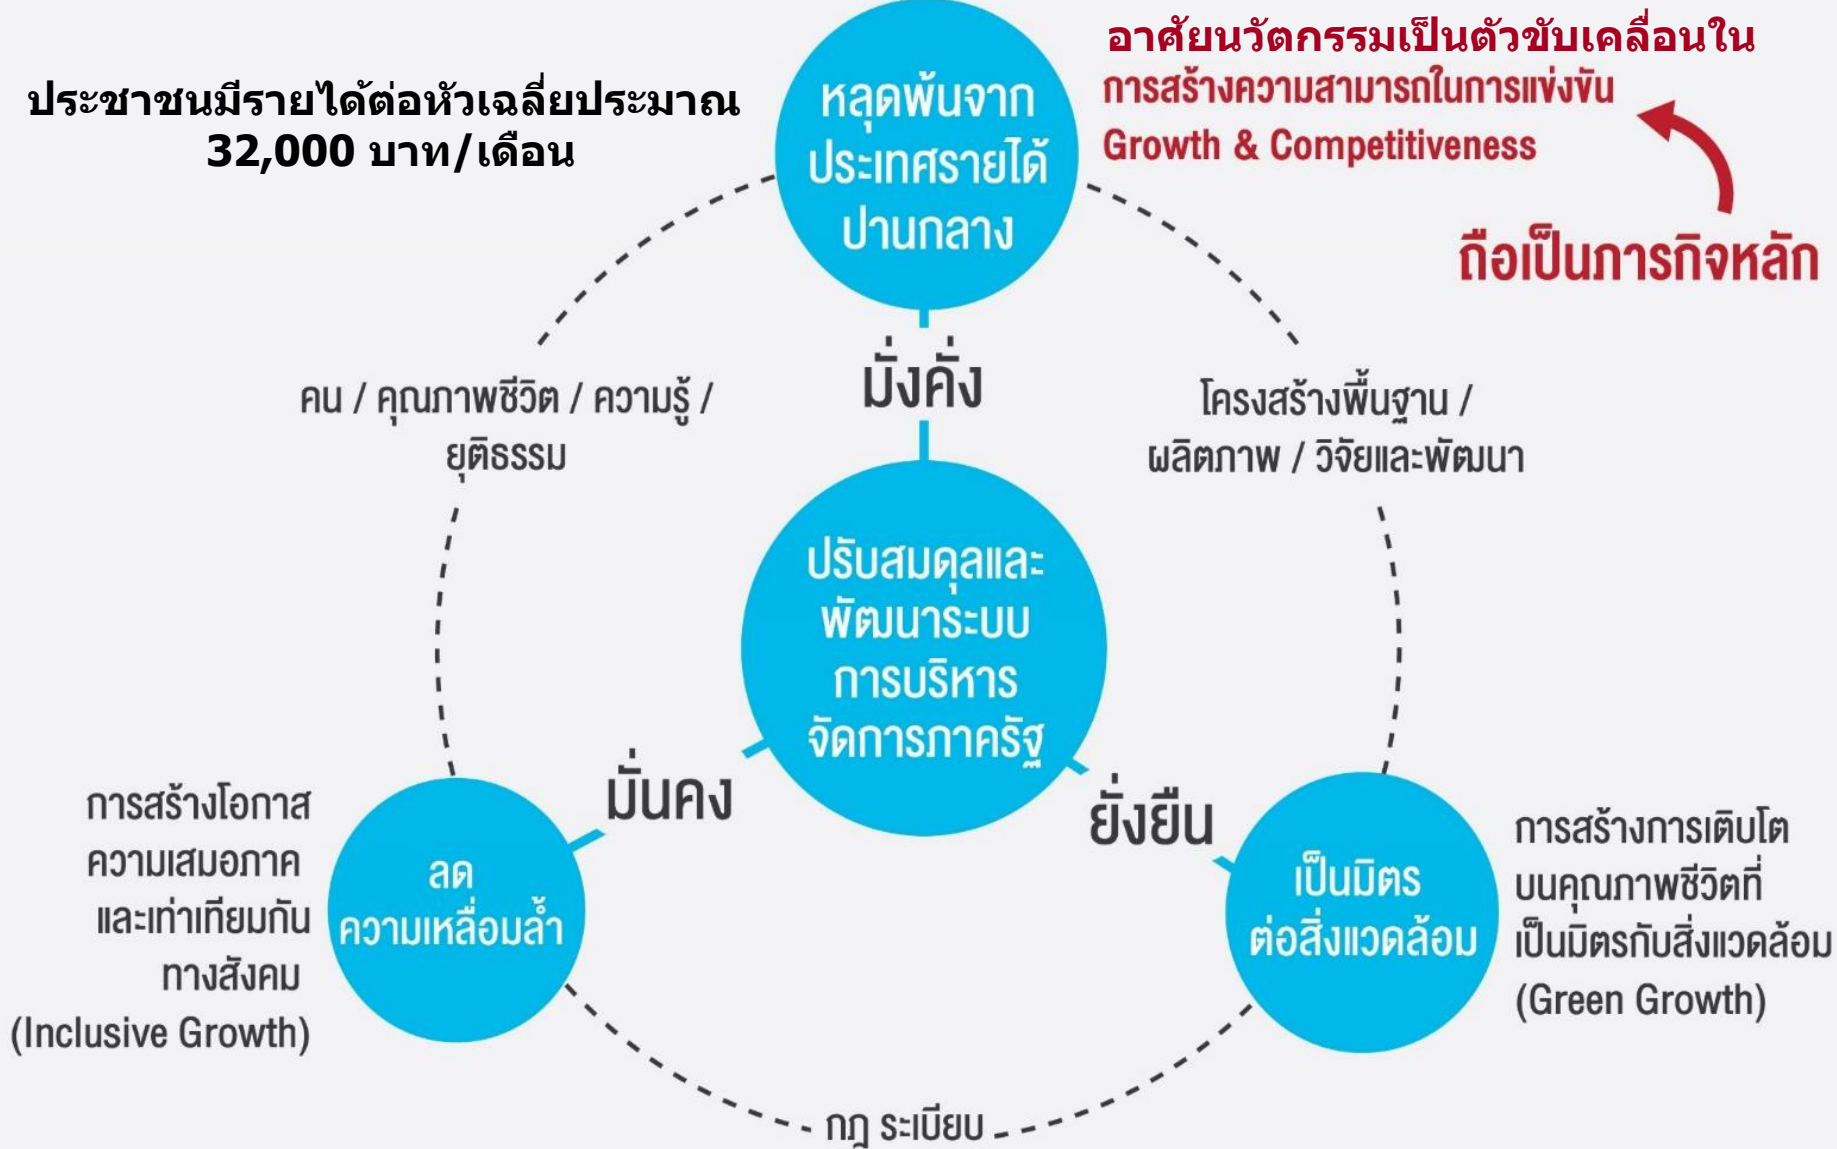 อาศัยนวัตกรรมเป็นตัวขับเคลื่อนใน
การสร้างความสามารถในการแข่งขัน
Growth & Competitiveness
ถือเป็นภารกิจหลัก
ประชาชนมีรายได้ต่อหัวเฉลี่ยประมาณ
32,000 บาท/เดือน
หลุดพ้นจาก
ประเทศรายได้
ปานกลาง
มั่งคั่ง
คน / คุณภาพชีวิต / ความรู้ /
ยุติธรรม
โครงสร้างพื้นฐาน /
ผลิตภาพ / วิจัยและพัฒนา
ปรับสมดุลและ
พัฒนาระบบ
การบริหาร
จัดการภาครัฐ
มั่นคง
ยั่งยืน
การสร้างโอกาส
ความเสมอภาค
และเท่าเทียมกัน
ทางสังคม
(Inclusive Growth)
ลด
ความเหลื่อมล้ำ
เป็นมิตร
ต่อสิ่งแวดล้อม
การสร้างการเติบโต
บนคุณภาพชีวิตที่
เป็นมิตรกับสิ่งแวดล้อม
(Green Growth)
กฎ ระเบียบ